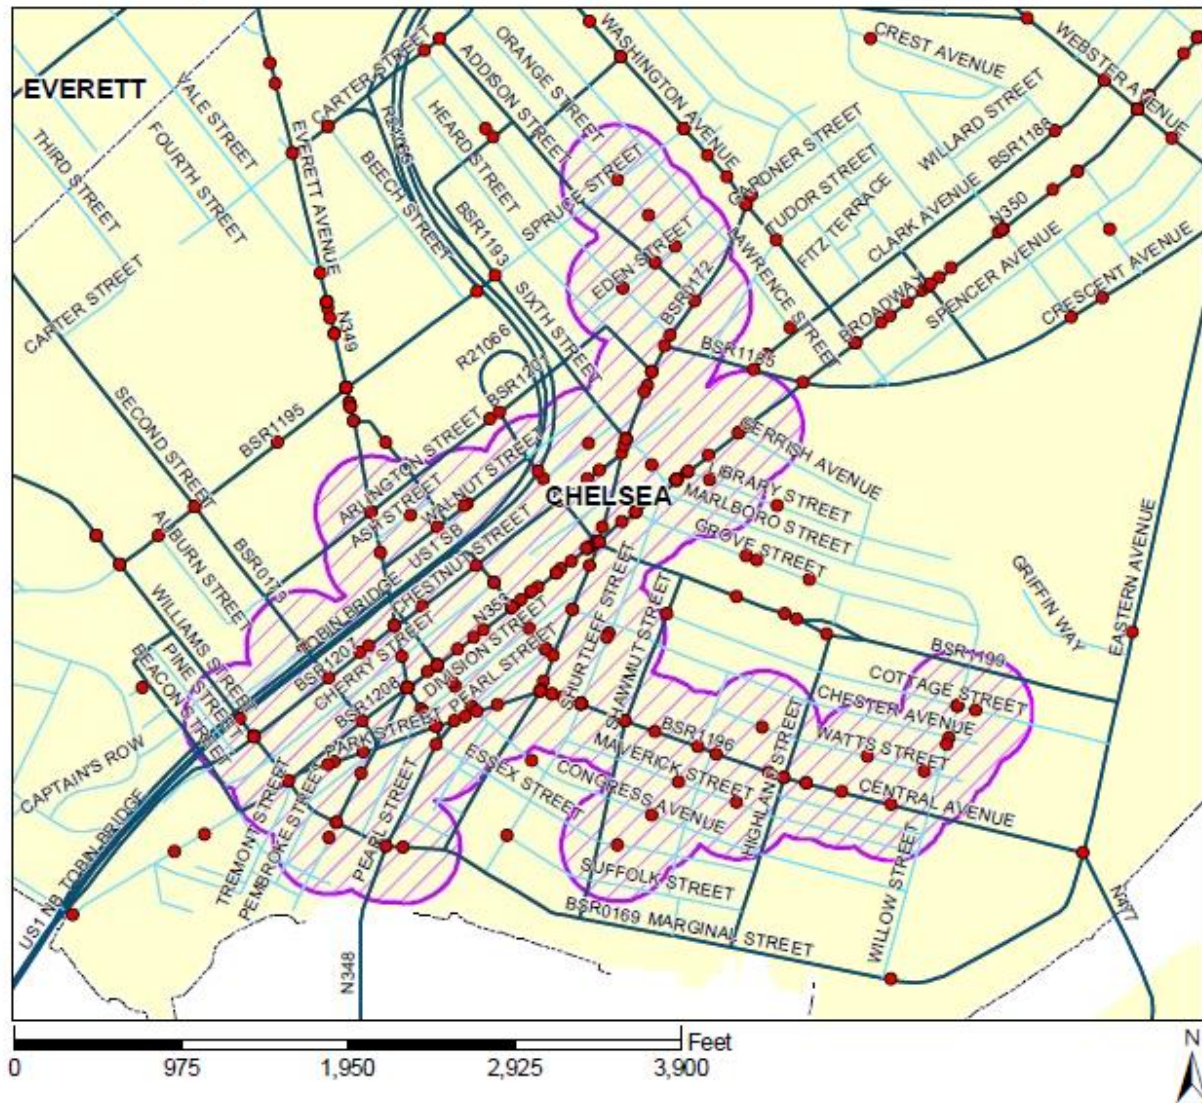 WASHINGTON AVENUE
ORANGE STREET
ADDISON STREET
CREST AVENUE
WEBSTER AVENUE
EVERETT
VALE STREET
CARTER STREET
HEARD STREET
WILLARD STREET
BSR1188
THIRD STREET
FOURTH STREET
EVERETT AVENUE
BEECH STREET
SPRUCE STREET
GARDNER STREET
TUDOR STREET
FITZ TERRACE
CLARK AVENUE
N350
BSR1193
EDEN STREET
LAWRENCE STREET
BROADWAY
SPENCER AVENUE
CRESCENT AVENUE
CARTER STREET
N349
SIXTH STREET
BSR0172
R21066
BSR1201
BSR1165
SECOND STREET
BSR1195
ARLINGTON STREET
ASH STREET
WALNUT STREET
CHELSEA
GERRISH AVENUE
LIBRARY STREET
MARLBORO STREET
GROVE STREET
AUBURN STREET
BSR0173
TOBIN BRIDGE US1 SB
CHESTNUT STREET
EASTERN AVENUE
GRIFFIN WAY
WILLIAMS STREET
PINE STREET
BEACON STREET
BSR1207
CHERRY STREET
BSR1208
DIVISION STREET
PEARL STREET
SHURTLEFF STREET
SHAWMUT STREET
BSR1199
COTTAGE STREET
CHESTER AVENUE
WATTS STREET
PARK STREET
BSR1196
MAVERICK STREET
HIGHLAND STREET
CENTRAL AVENUE
CAPTAIN'S ROW
ESSEX STREET
CONGRESS AVENUE
US1 NB TOBIN BRIDGE
TREMONT STREET
PEMBROKE STREET
PEARL STREET
SUFFOLK STREET
WILLOW STREET
BSR0169 MARGINAL STREET
N477
N348
Feet
0 975 1,950 2,925 3,900
N